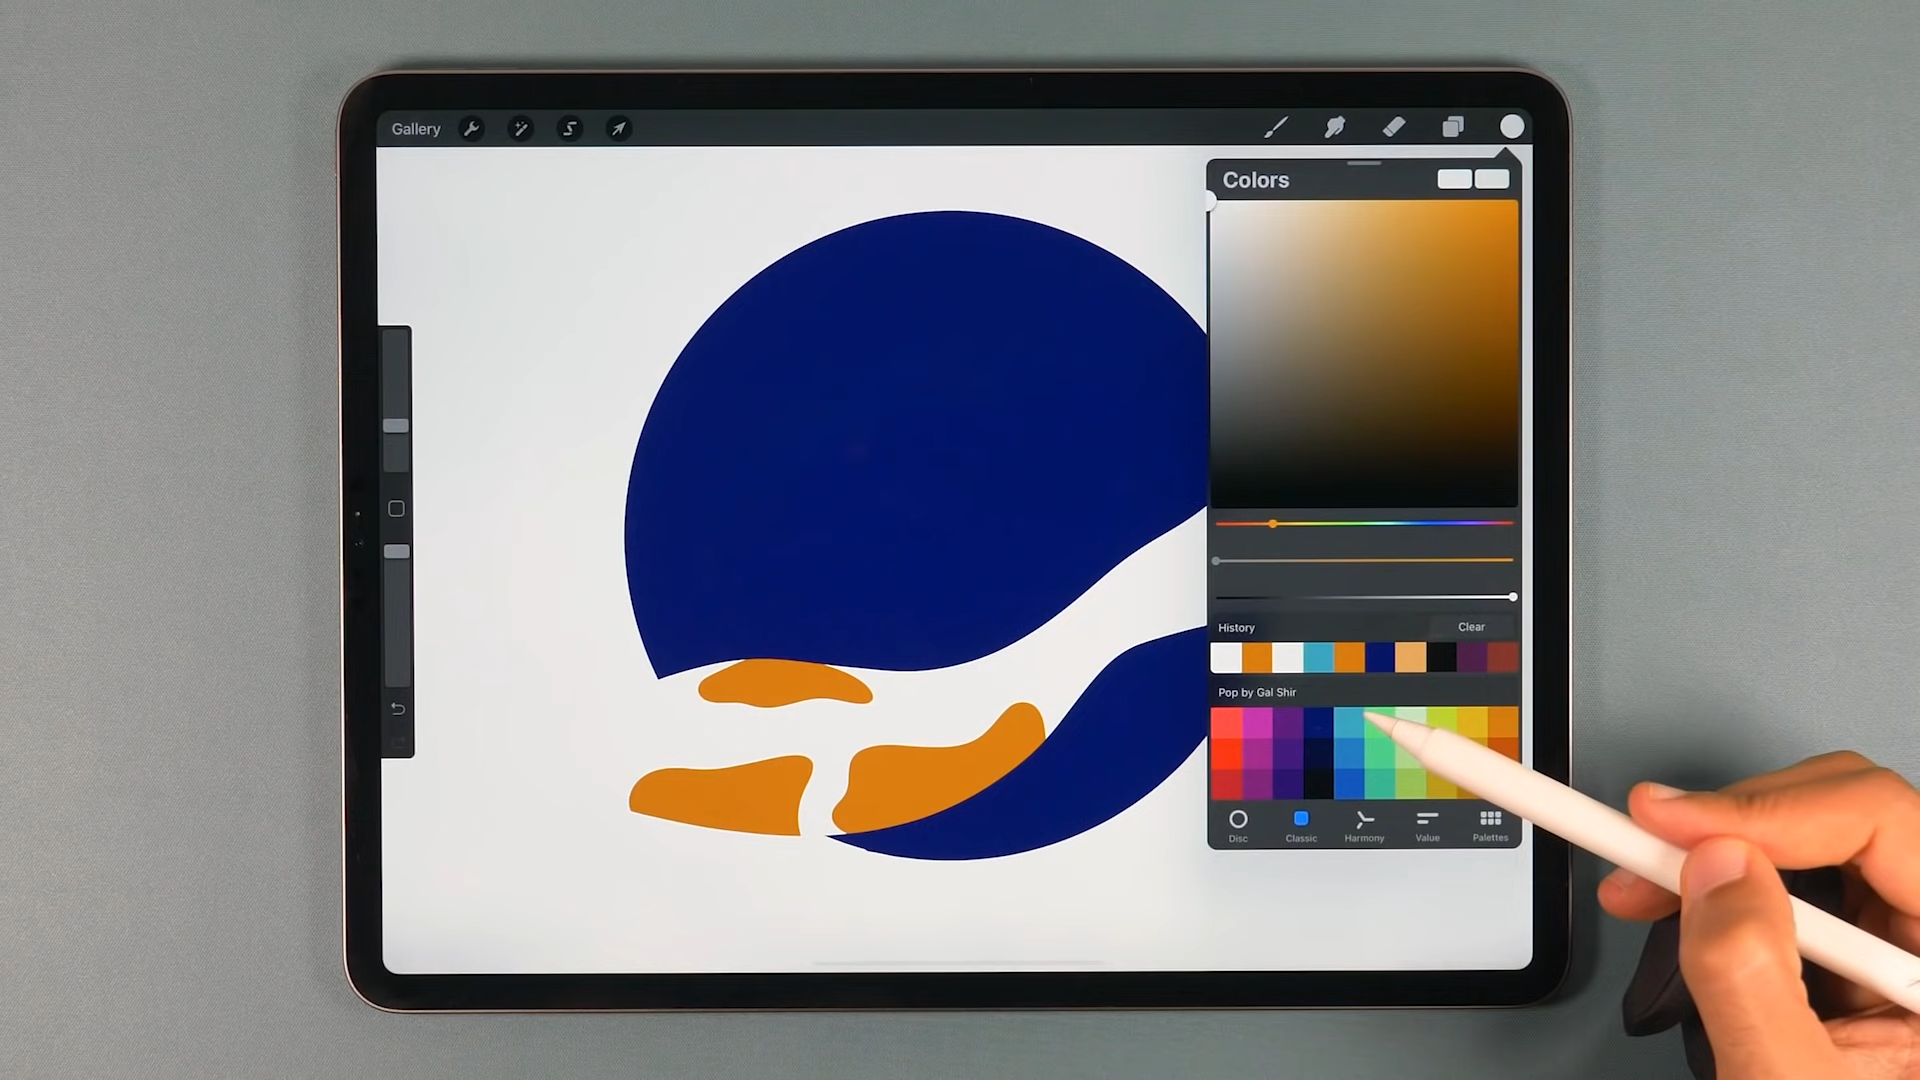 Gallery
Colors
History
Clear
Pop by Gal Shir
Disc
Classic
Harmony
Value
Palettes